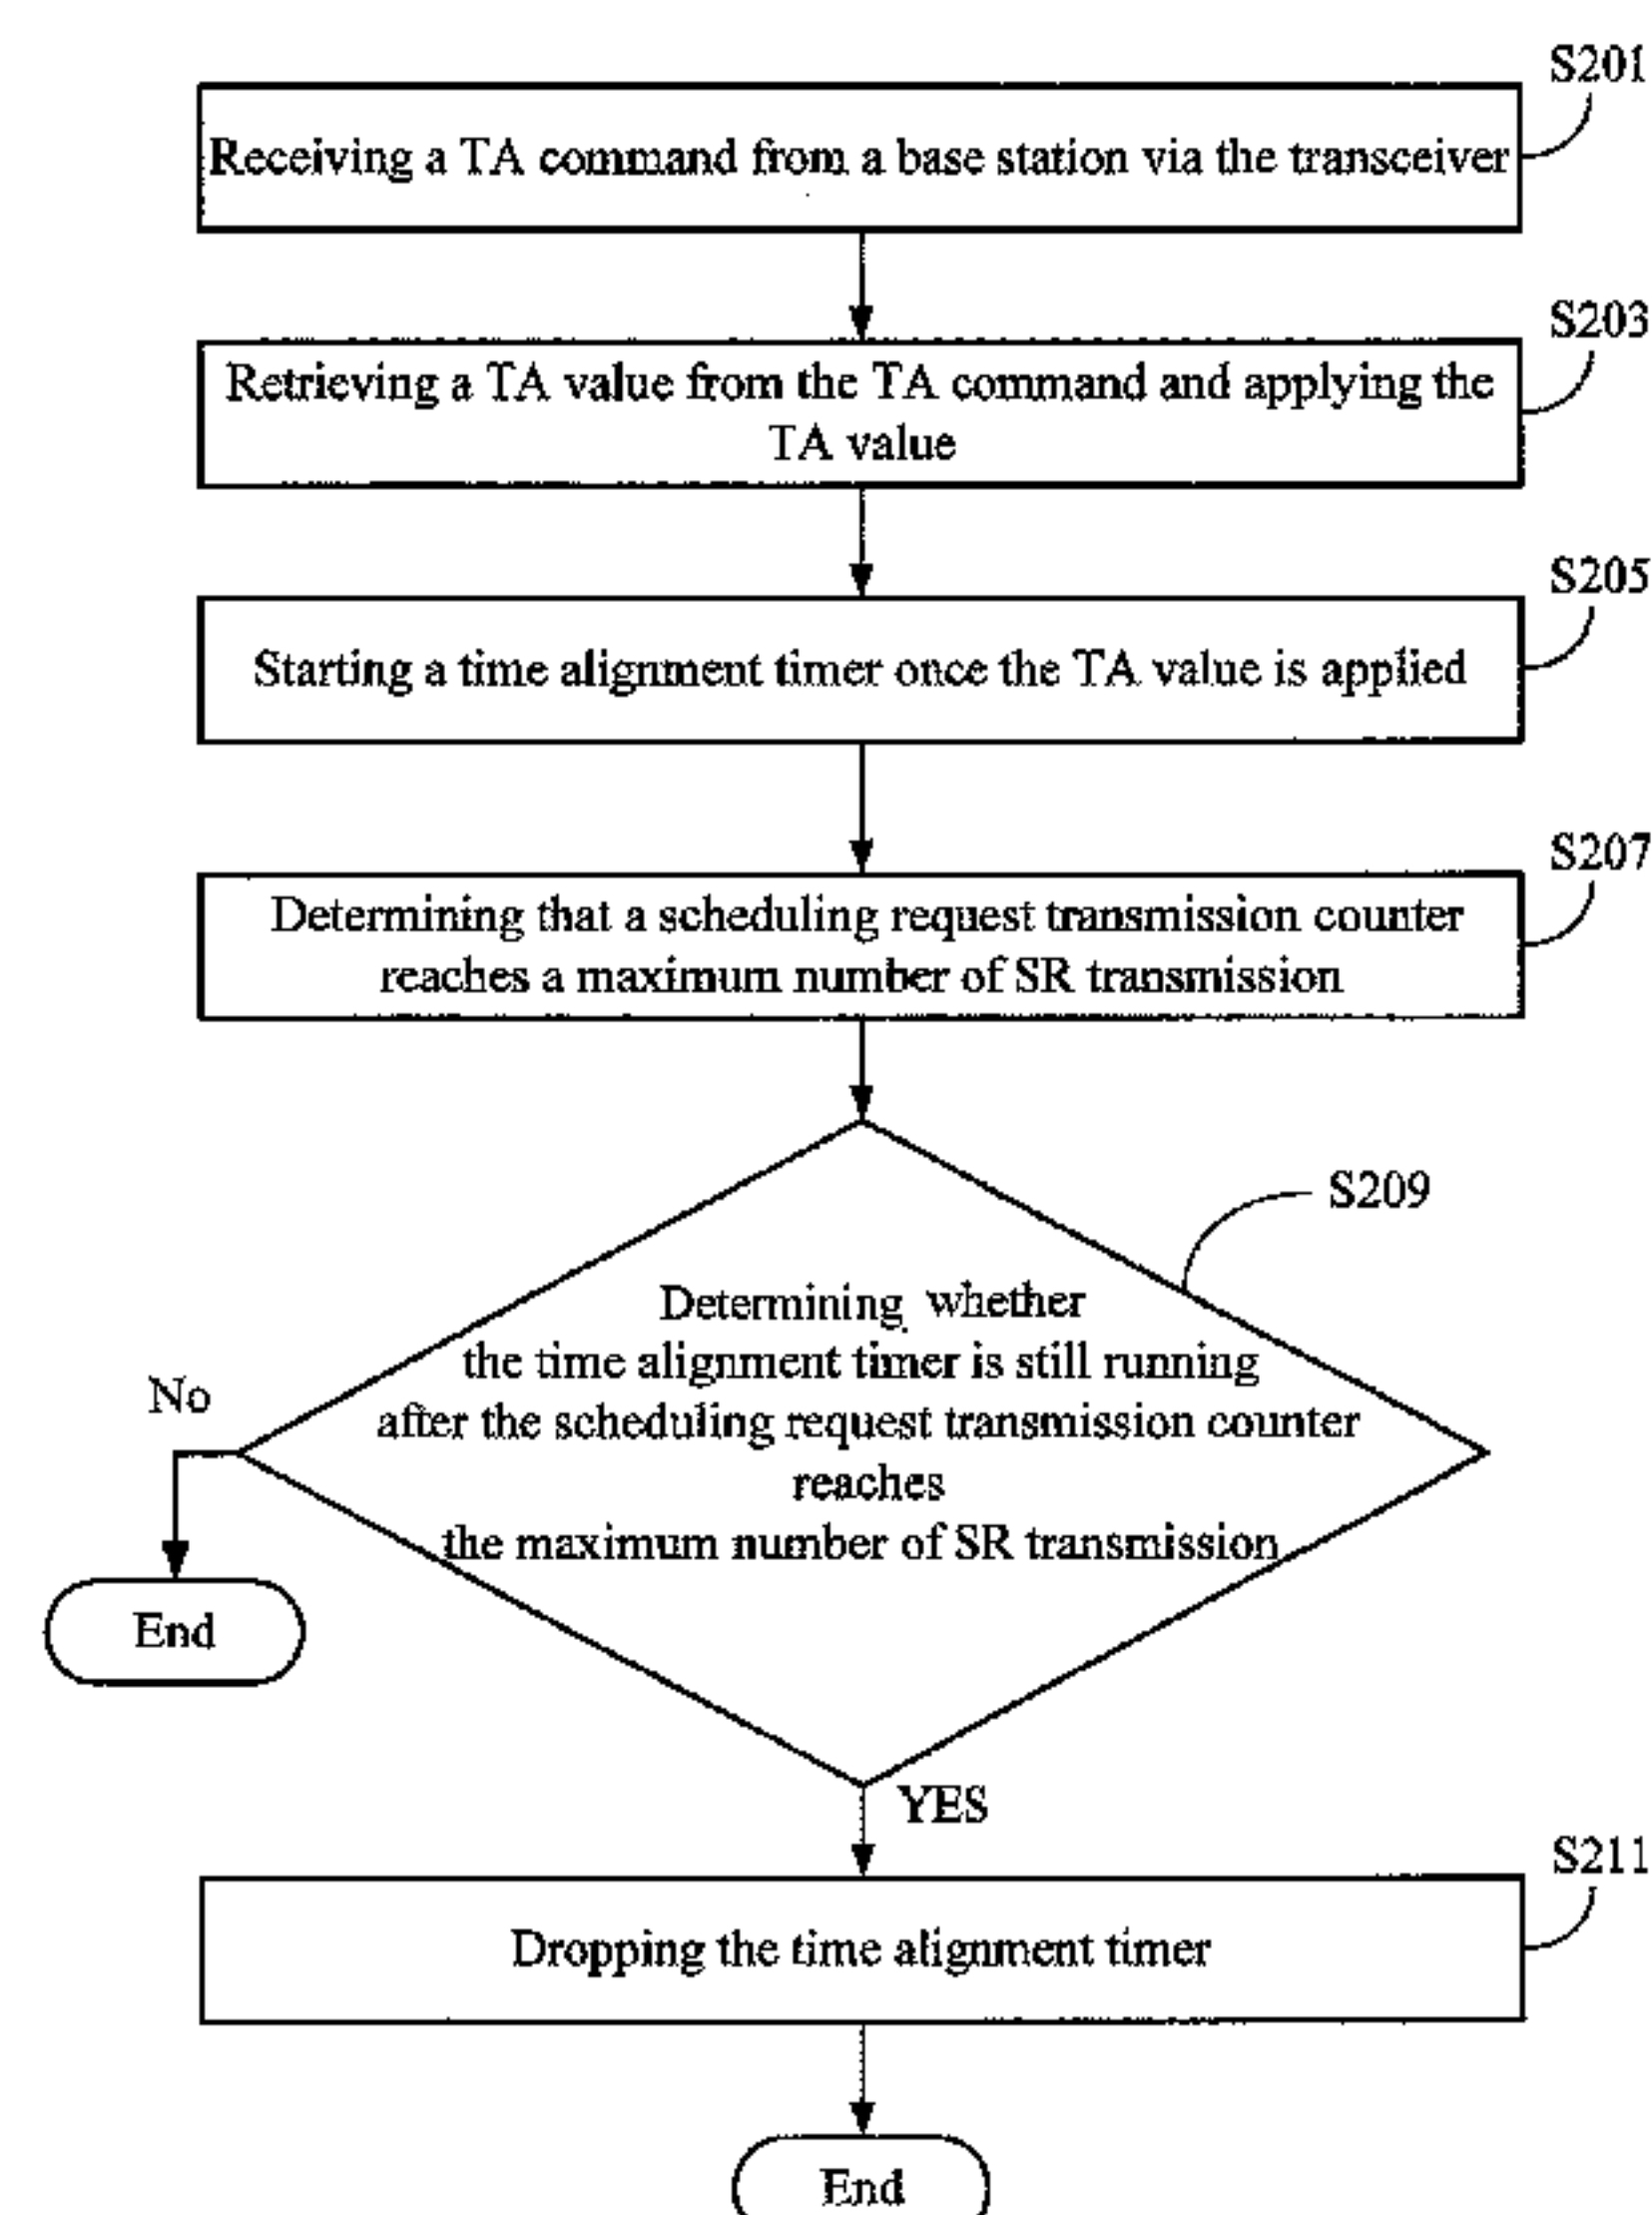 S201
Receiving a TA command from a base station via the transceiver
S203
Retrieving a TA value from the TA command and applying the
TA value
S205
Starting a time alignment timer once the TA value is applied
S207
Determining that a scheduling request transmission counter
reaches a maximum number of SR transmission
S209
Determining whether
the time alignment timer is still running
after the scheduling request transmission counter
reaches
the maximum number of SR transmission
No
End
YES
S211
Dropping the time alignment timer
End